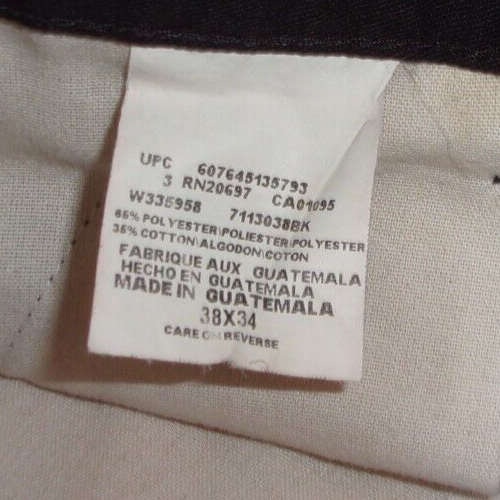 UPC 607645135793
3 RN20697 CA01095
W335958 7113038BK
65% POLYESTER\POLIESTER\POLYESTER
35% COTTON\ALGODON\COTON
FABRIQUE AUX GUATEMALA
HECHO EN GUATEMALA
MADE IN GUATEMALA
38X34
CARE ON REVERSE